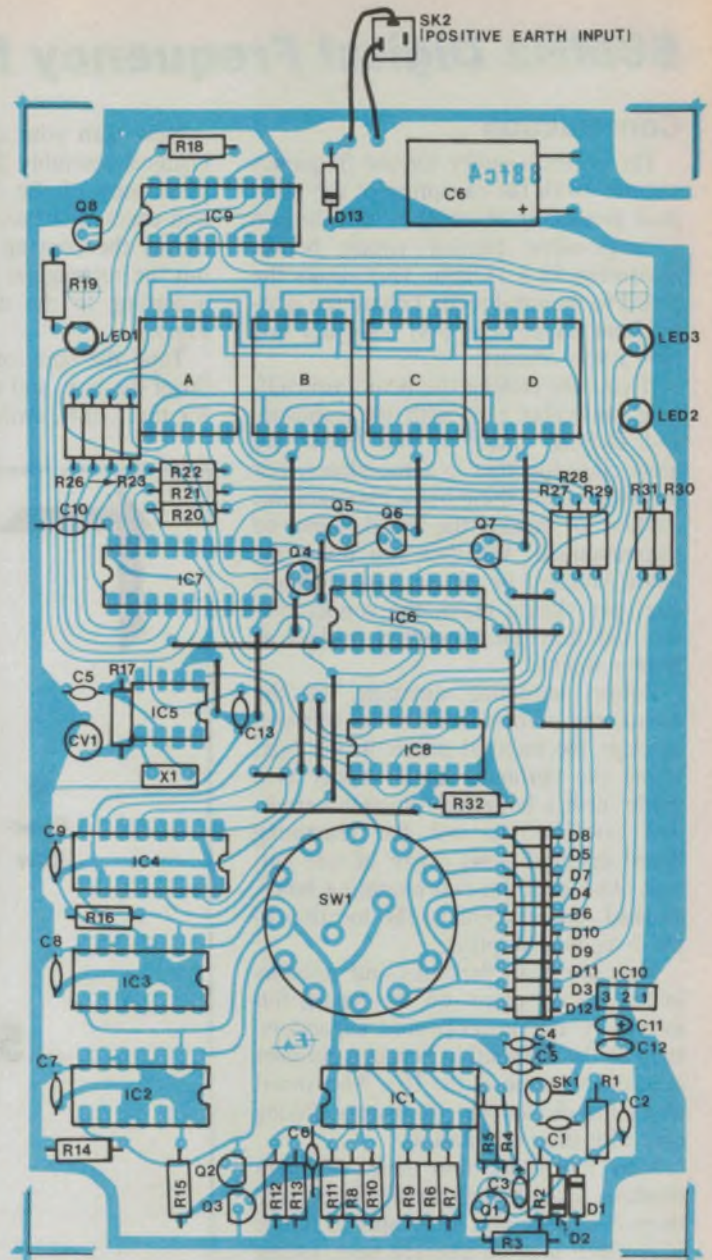 SK2
(POSITIVE EARTH INPUT)
R18
Q8
IC9
D13
88fc4
C6
+
R19
LED1
LED3
A
B
C
D
LED2
R26
R23
R22
R21
R20
C10
Q5
Q6
Q7
R28
R27
R29
R31
R30
IC7
Q4
IC6
C5
R17
IC5
C13
CV1
X1
IC8
R32
C9
IC4
SW1
D8
D5
D7
D4
D6
D10
D9
D11
D3
D12
R16
C8
IC3
IC10
3 2 1
C4
+
C11
C5
C12
C7
IC2
IC1
SK1
R1
C2
C1
R5
R4
R14
R15
Q2
Q3
R12
R13
C6
R11
R8
R10
R9
R6
R7
C3
Q1
R2
D1
R3
D2